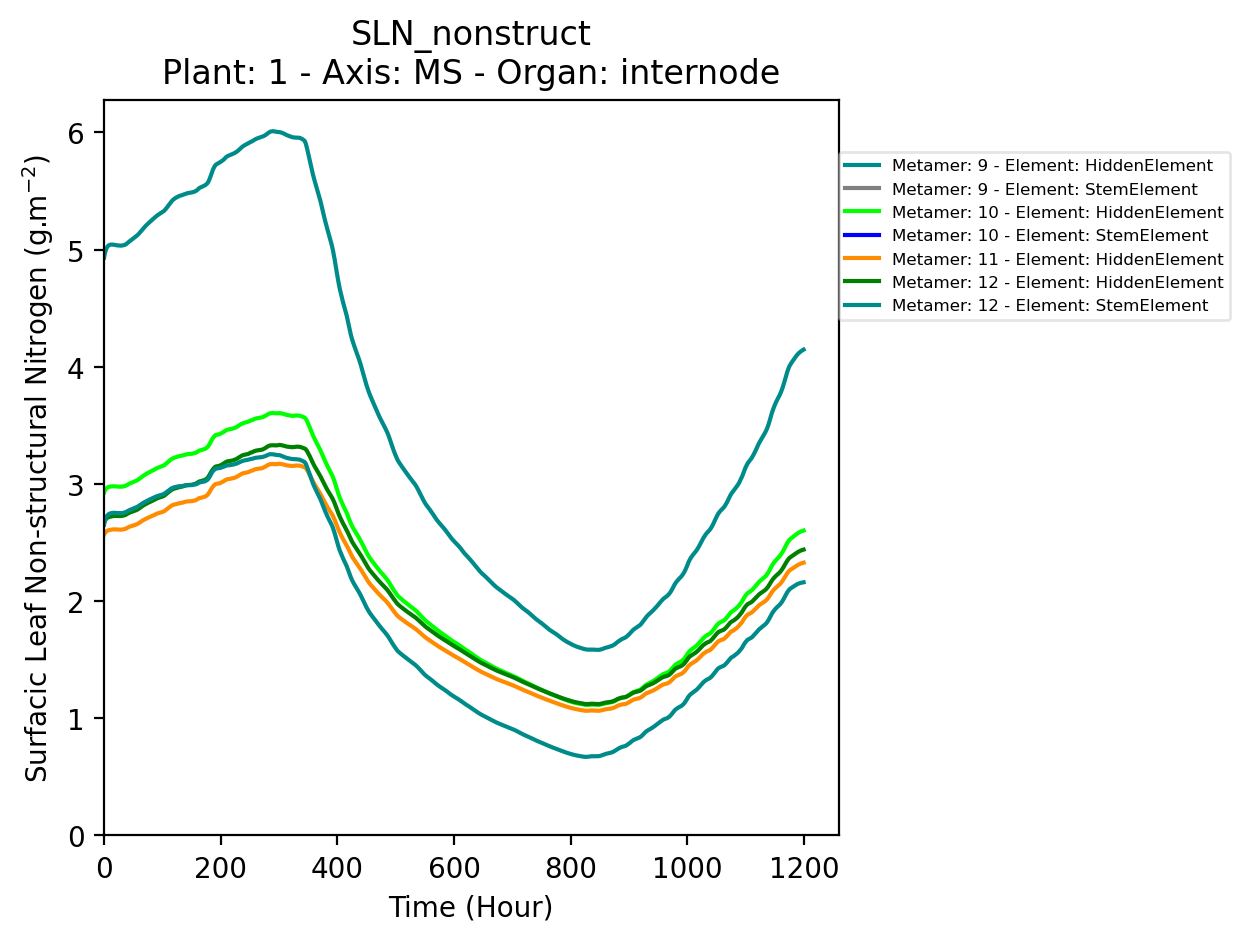 SLN_nonstruct
Plant: 1 - Axis: MS - Organ: internode
Surfacic Leaf Non-structural Nitrogen (g.m⁻²)
6
5
4
3
2
1
0
0 200 400 600 800 1000 1200
Time (Hour)
Metamer: 9 - Element: HiddenElement
Metamer: 9 - Element: StemElement
Metamer: 10 - Element: HiddenElement
Metamer: 10 - Element: StemElement
Metamer: 11 - Element: HiddenElement
Metamer: 12 - Element: HiddenElement
Metamer: 12 - Element: StemElement